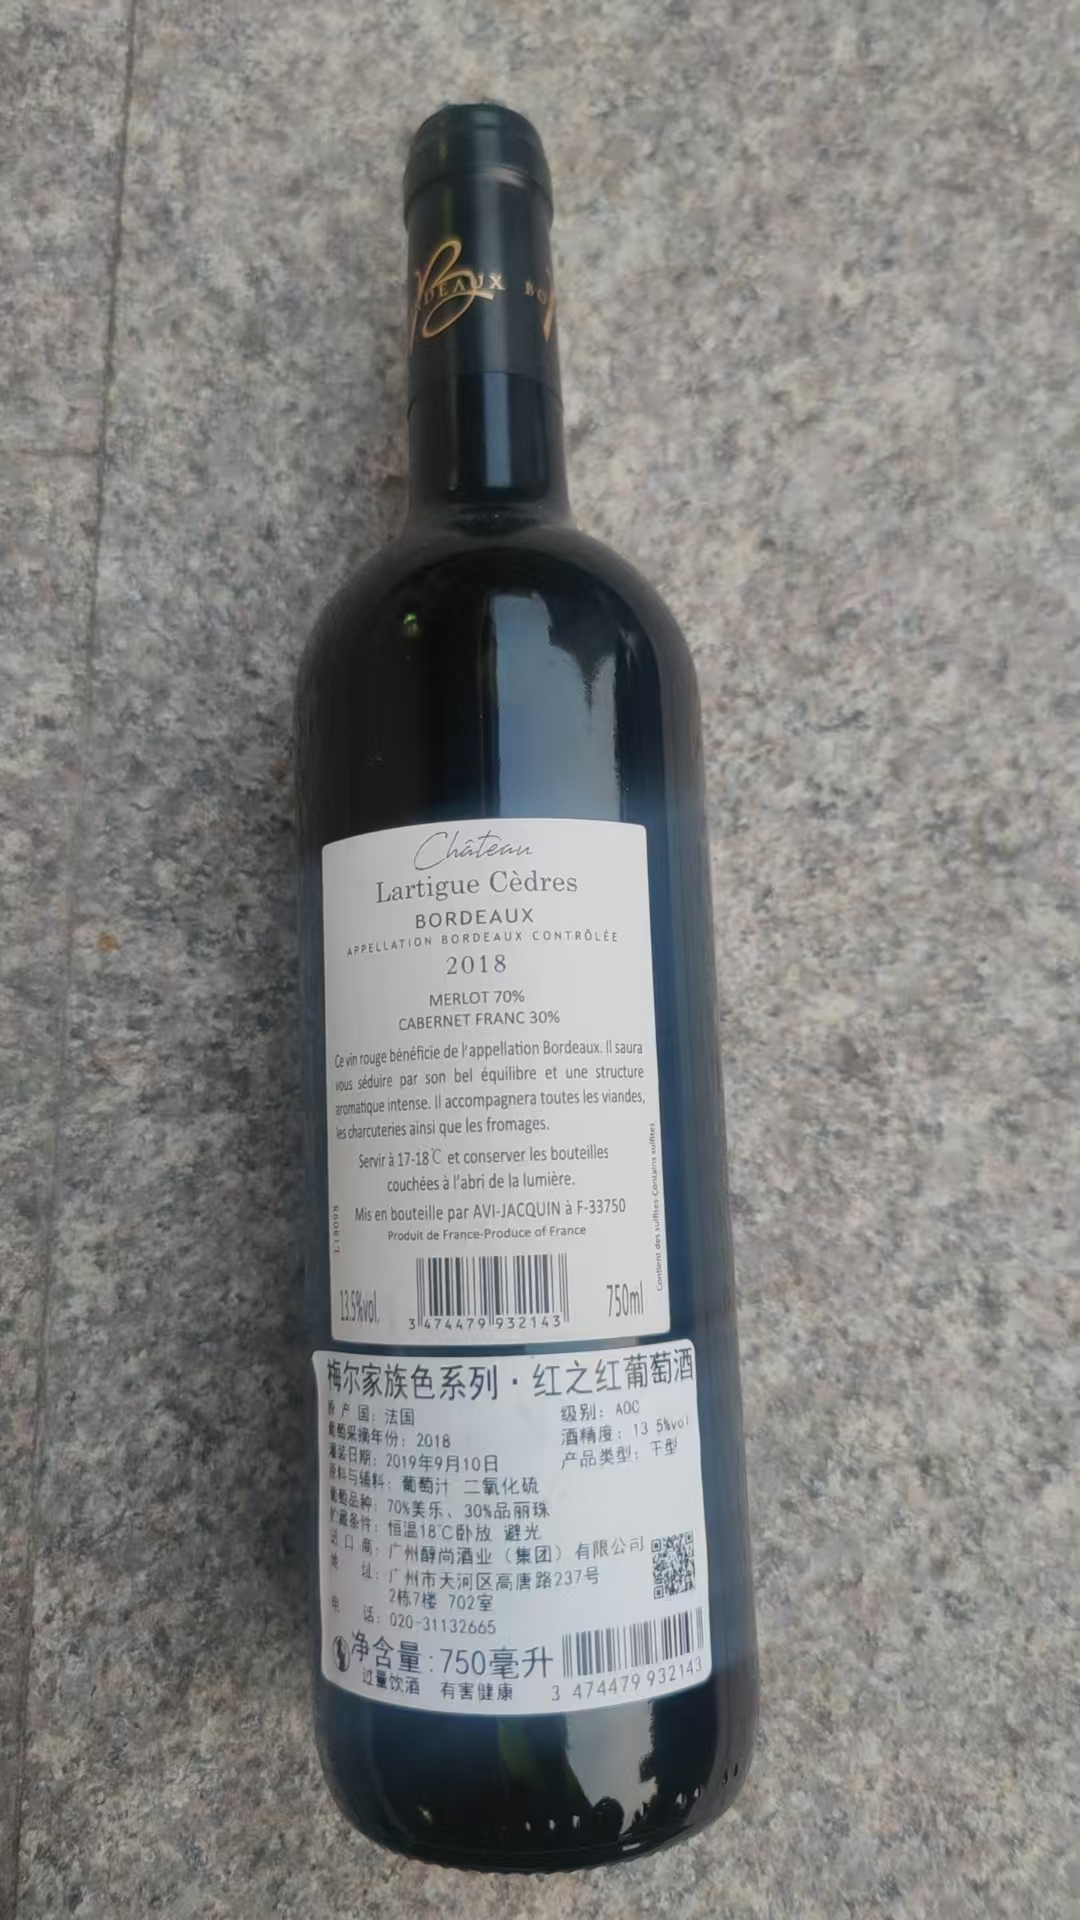 DEAUX BO
Château
Lartigue Cèdres
BORDEAUX
APPELLATION BORDEAUX CONTRÔLÉE
2018
MERLOT 70%
CABERNET FRANC 30%
Ce vin rouge bénéficie de l'appellation Bordeaux. Il saura
vous séduire par son bel équilibre et une structure
aromatique intense. Il accompagnera toutes les viandes,
les charcuteries ainsi que les fromages.
Servir à 17-18℃ et conserver les bouteilles
couchées à l'abri de la lumière.
Mis en bouteille par AVI-JACQUIN à F-33750
Produit de France-Produce of France
L18098
Contient des sulfites-Contains sulfites
13.5%vol.
750ml
3 474479 932143
梅尔家族色系列·红之红葡萄酒
原产国：法国
级别：AOC
葡萄采摘年份：2018
酒精度：13 5%vol
灌装日期：2019年9月10日
产品类型：干型
原料与辅料：葡萄汁 二氧化硫
葡萄品种：70%美乐、30%品丽珠
贮藏条件：恒温18℃卧放 避光
进口商：广州醇尚酒业（集团）有限公司
地址：广州市天河区高唐路237号
2栋7楼 702室
电话：020-31132665
净含量：750毫升
过量饮酒 有害健康
3 474479 932143